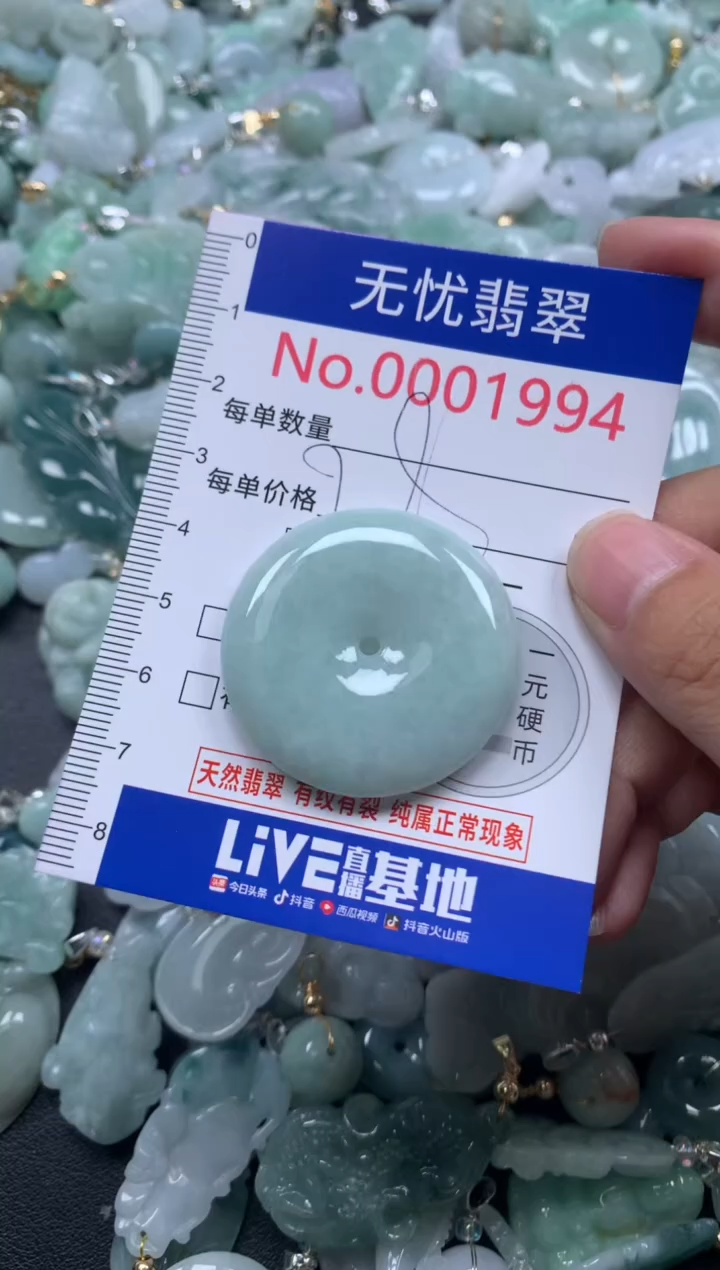 0
无忧翡翠
1
No.0001994
2
每单数量
3
每单价格
4
5
一元硬币
6
7
天然翡翠 有纹有裂 纯属正常现象
8
LiVE直播基地
今日头条 抖音 西瓜视频 抖音火山版